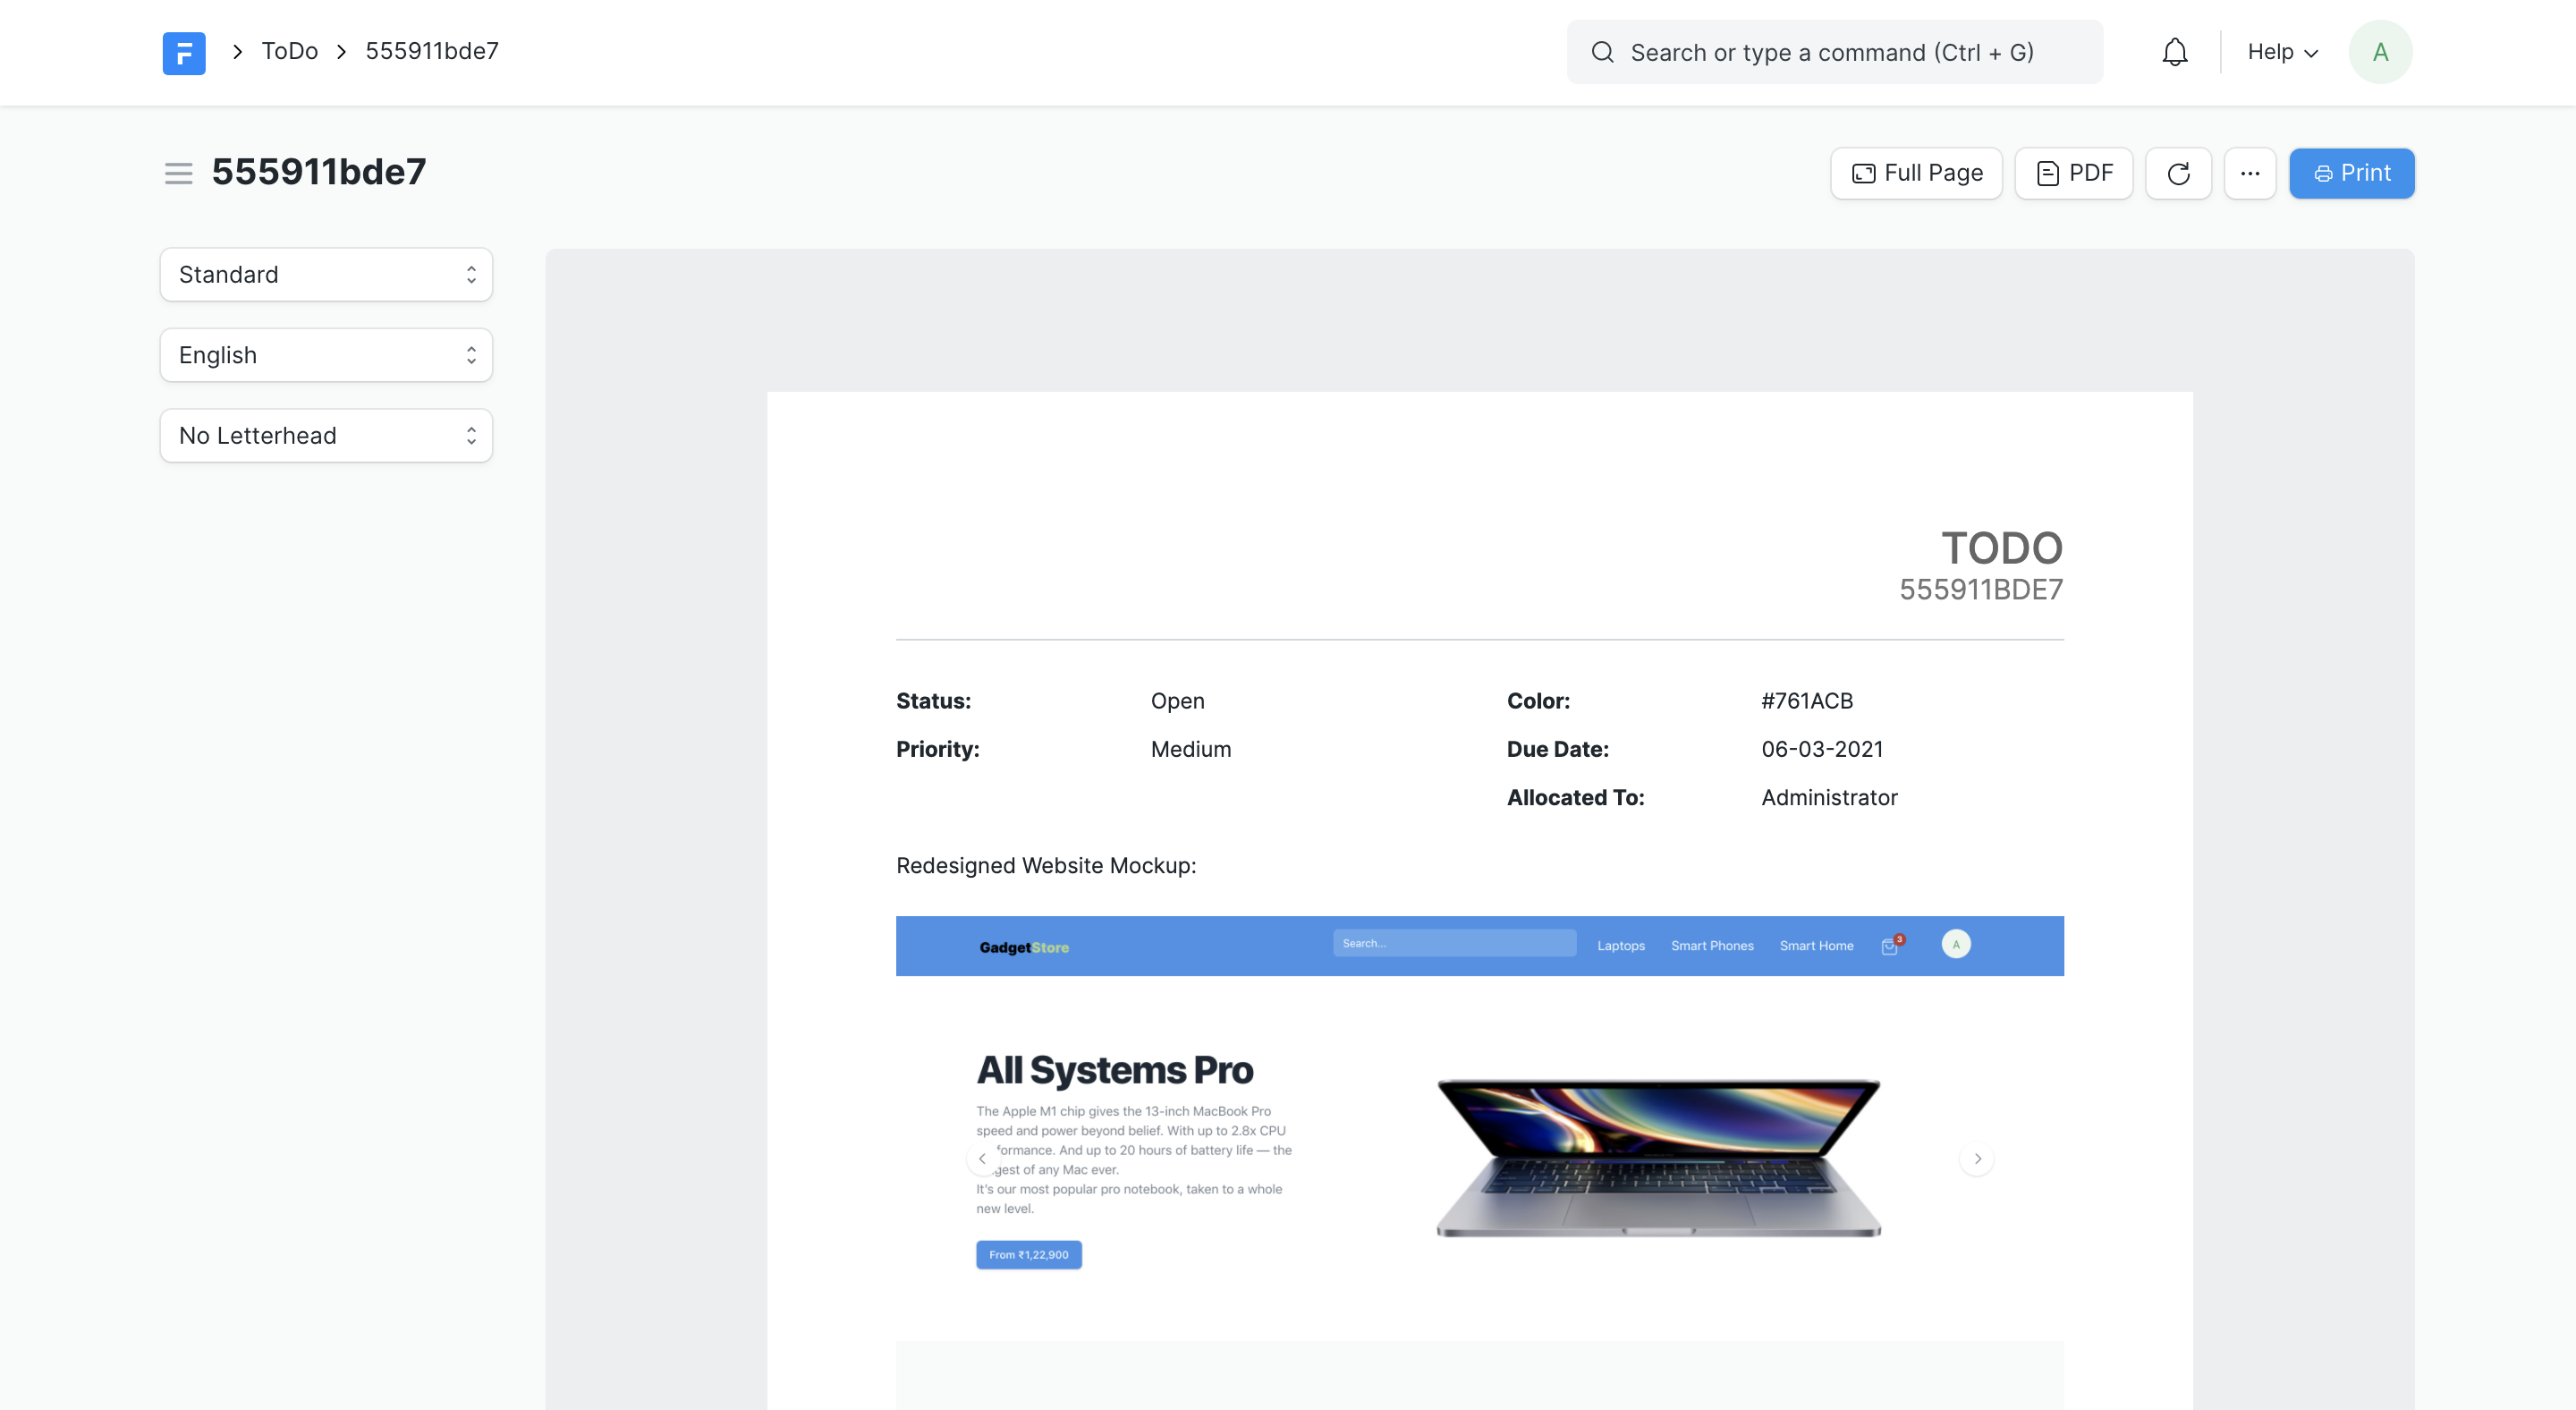 F
ToDo
555911bde7
Search or type a command (Ctrl + G)
Help
A
555911bde7
Full Page
PDF
...
Print
Standard
English
No Letterhead
TODO
555911BDE7
Status: Open
Priority: Medium
Color: #761ACB
Due Date: 06-03-2021
Allocated To: Administrator
Redesigned Website Mockup:
GadgetStore
Search...
Laptops
Smart Phones
Smart Home
3
A
All Systems Pro
The Apple M1 chip gives the 13-inch MacBook Pro
speed and power beyond belief. With up to 2.8x CPU
formance. And up to 20 hours of battery life — the
gest of any Mac ever.
It's our most popular pro notebook, taken to a whole
new level.
From ₹1,22,900